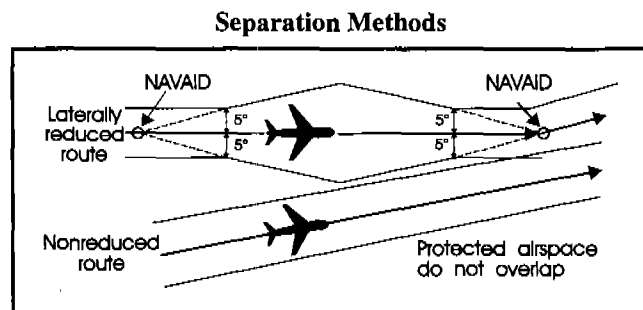 Separation Methods
NAVAID
NAVAID
Laterally
reduced
route
5°
5°
5°
5°
Nonreduced
route
Protected airspace
do not overlap